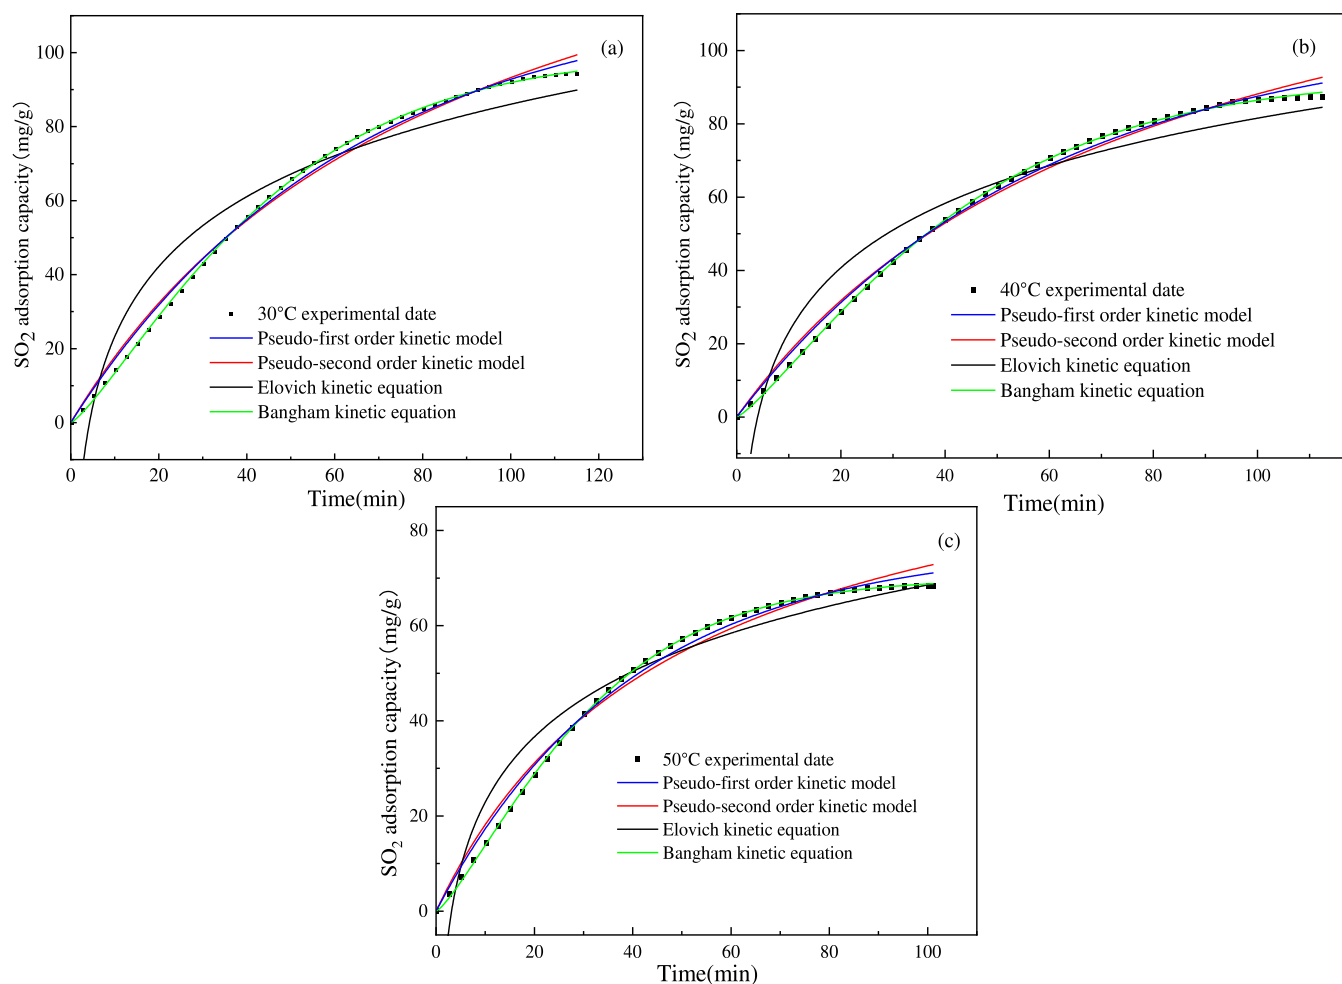 (a)
SO2 adsorption capacity (mg/g)
100
80
60
40
20
0
30°C experimental date
Pseudo-first order kinetic model
Pseudo-second order kinetic model
Elovich kinetic equation
Bangham kinetic equation
0 20 40 60 80 100 120
Time(min)
(b)
SO2 adsorption capacity (mg/g)
100
80
60
40
20
0
40°C experimental date
Pseudo-first order kinetic model
Pseudo-second order kinetic model
Elovich kinetic equation
Bangham kinetic equation
0 20 40 60 80 100
Time(min)
(c)
SO2 adsorption capacity (mg/g)
80
60
40
20
0
50°C experimental date
Pseudo-first order kinetic model
Pseudo-second order kinetic model
Elovich kinetic equation
Bangham kinetic equation
0 20 40 60 80 100
Time(min)